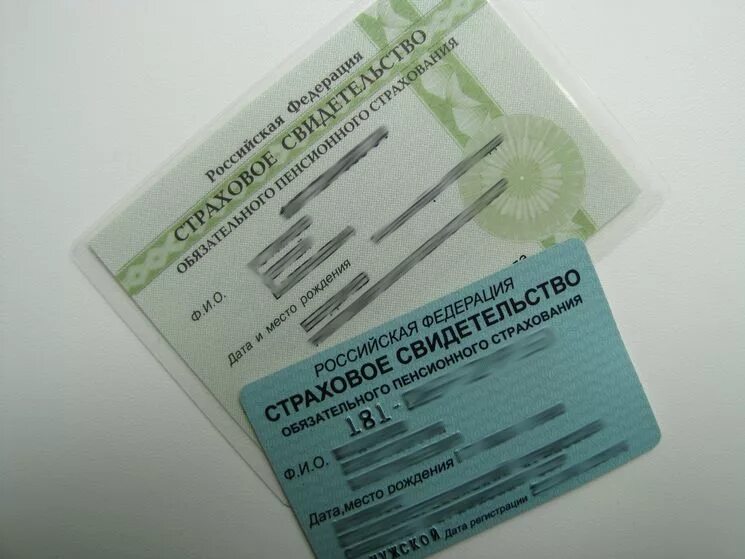 Российская Федерация
СТРАХОВОЕ СВИДЕТЕЛЬСТВО
ОБЯЗАТЕЛЬНОГО ПЕНСИОННОГО СТРАХОВАНИЯ
Ф.И.О.
Дата и место рождения
РОССИЙСКАЯ ФЕДЕРАЦИЯ
СТРАХОВОЕ СВИДЕТЕЛЬСТВО
ОБЯЗАТЕЛЬНОГО ПЕНСИОННОГО СТРАХОВАНИЯ
181-
Ф.И.О.
Дата,место рождения
Дата регистрации